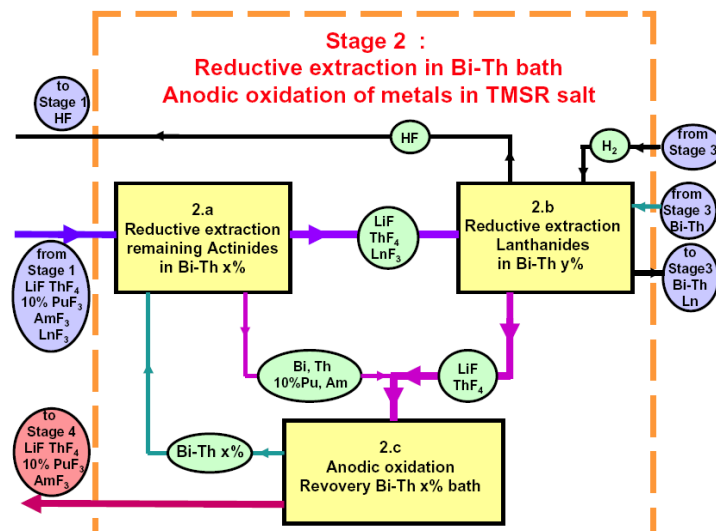 Stage 2 :
Reductive extraction in Bi-Th bath
Anodic oxidation of metals in TMSR salt
to
Stage 1
HF
HF
H₂
from
Stage 3
2.a
Reductive extraction
remaining Actinides
in Bi-Th x%
LiF
ThF₄
LnF₃
2.b
Reductive extraction
Lanthanides
in Bi-Th y%
from
Stage 3
Bi-Th
to
Stage3
Bi-Th
Ln
from
Stage 1
LiF ThF₄
10% PuF₃
AmF₃
LnF₃
Bi, Th
10%Pu, Am
LiF
ThF₄
to
Stage 4
LiF ThF₄
10% PuF₃
AmF₃
Bi-Th x%
2.c
Anodic oxidation
Revovery Bi-Th x% bath